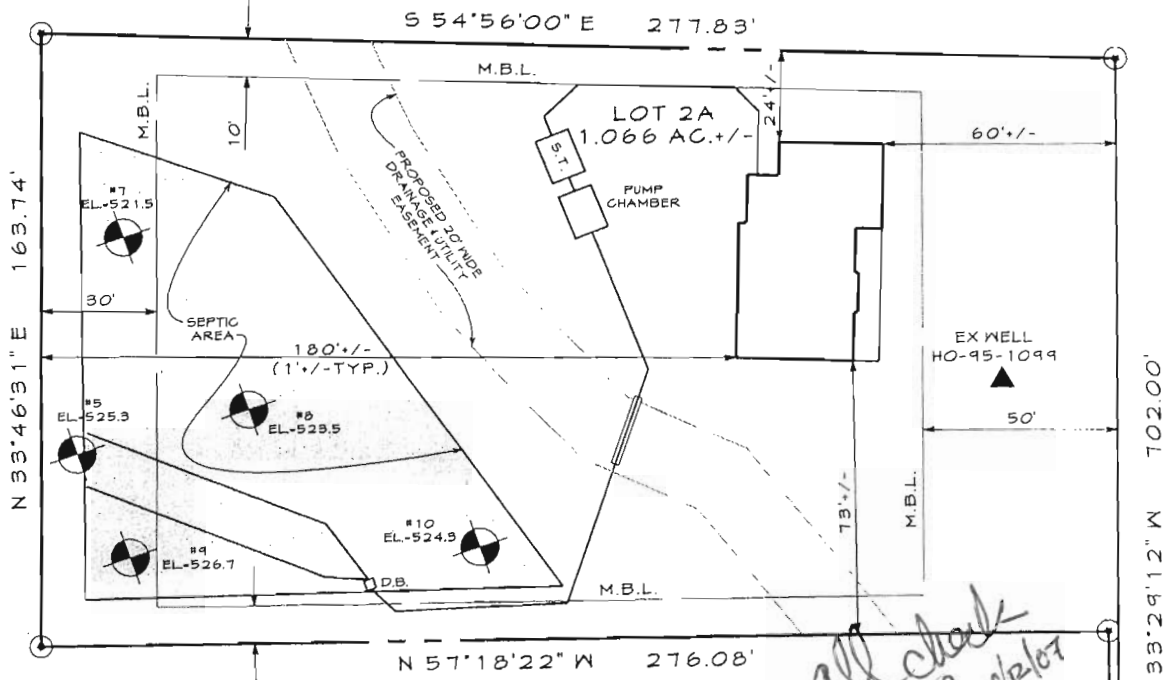 S 54°56'00" E 277.83'
M.B.L.
M.B.L.
10'
LOT 2A
1.066 AC.+/-
24'+/-
60'+/-
S.T.
PUMP
CHAMBER
PROPOSED 20' WIDE
DRAINAGE & UTILITY
EASEMENT
#7
EL.-521.5
N 33°46'31" E 163.74'
30'
SEPTIC
AREA
180'+/-
(1'+/-TYP.)
EX WELL
HO-95-1099
#5
EL.-525.3
#8
EL.-523.5
50'
702.00'
33°29'12" W
73'+/-
M.B.L.
#10
EL.-524.3
#9
EL.-526.7
D.B.
M.B.L.
check
N 57°18'22" W 276.08'